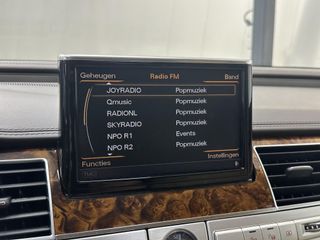 Geheugen Radio FM Band
JOYRADIO Popmuziek
Qmusic Popmuziek
RADIONL Popmuziek
SKYRADIO Popmuziek
NPO R1 Events
NPO R2 Popmuziek
Functies Instellingen
TMC